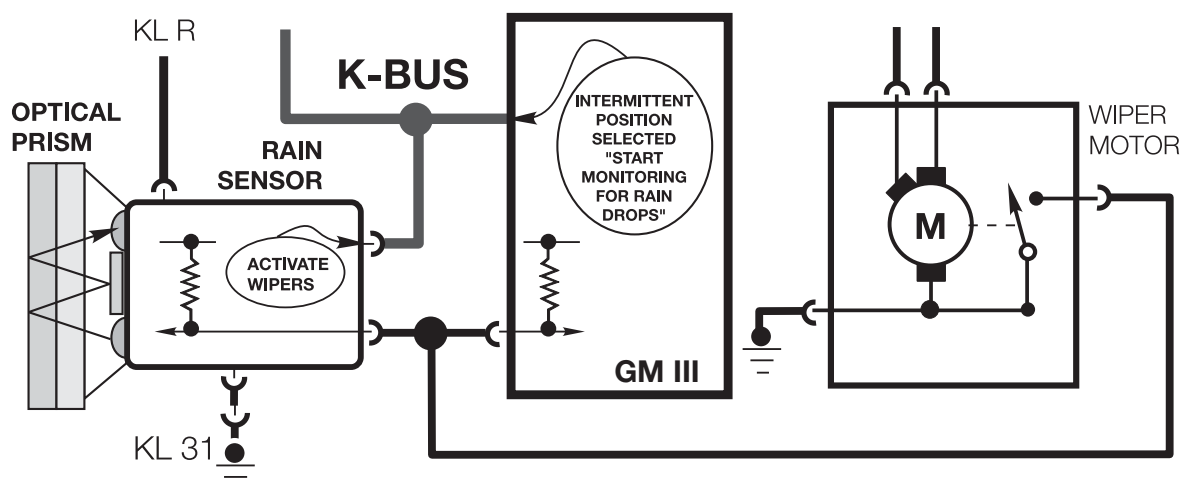 KL R
K-BUS
OPTICAL
PRISM
RAIN
SENSOR
ACTIVATE
WIPERS
KL 31
INTERMITTENT
POSITION
SELECTED
"START
MONITORING
FOR RAIN
DROPS"
GM III
M
WIPER
MOTOR